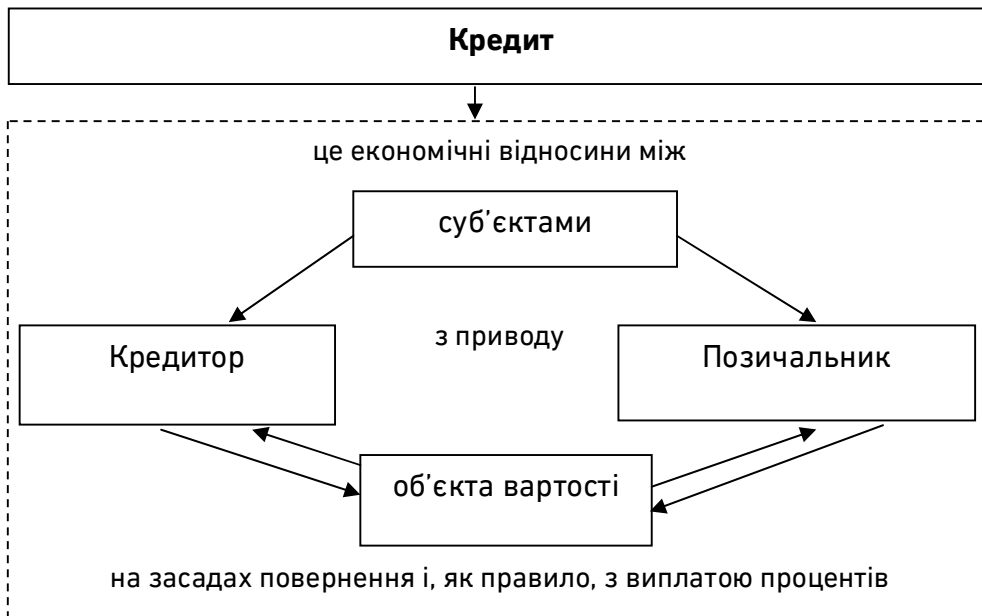 Кредит
це економічні відносини між
суб’єктами
Кредитор
з приводу
Позичальник
об’єкта вартості
на засадах повернення і, як правило, з виплатою процентів